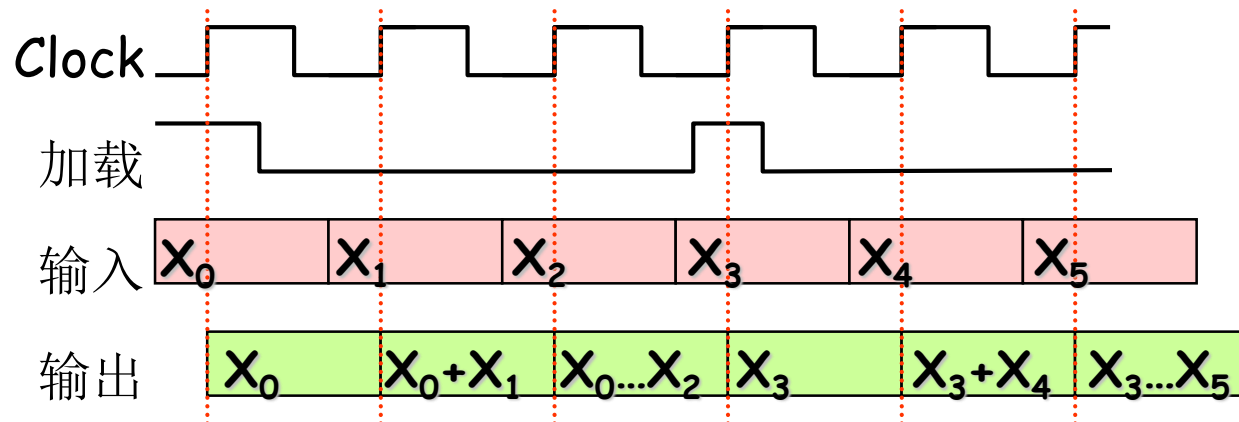 Clock
加载
输入 X₀ X₁ X₂ X₃ X₄ X₅
输出 X₀ X₀+X₁ X₀...X₂ X₃ X₃+X₄ X₃...X₅